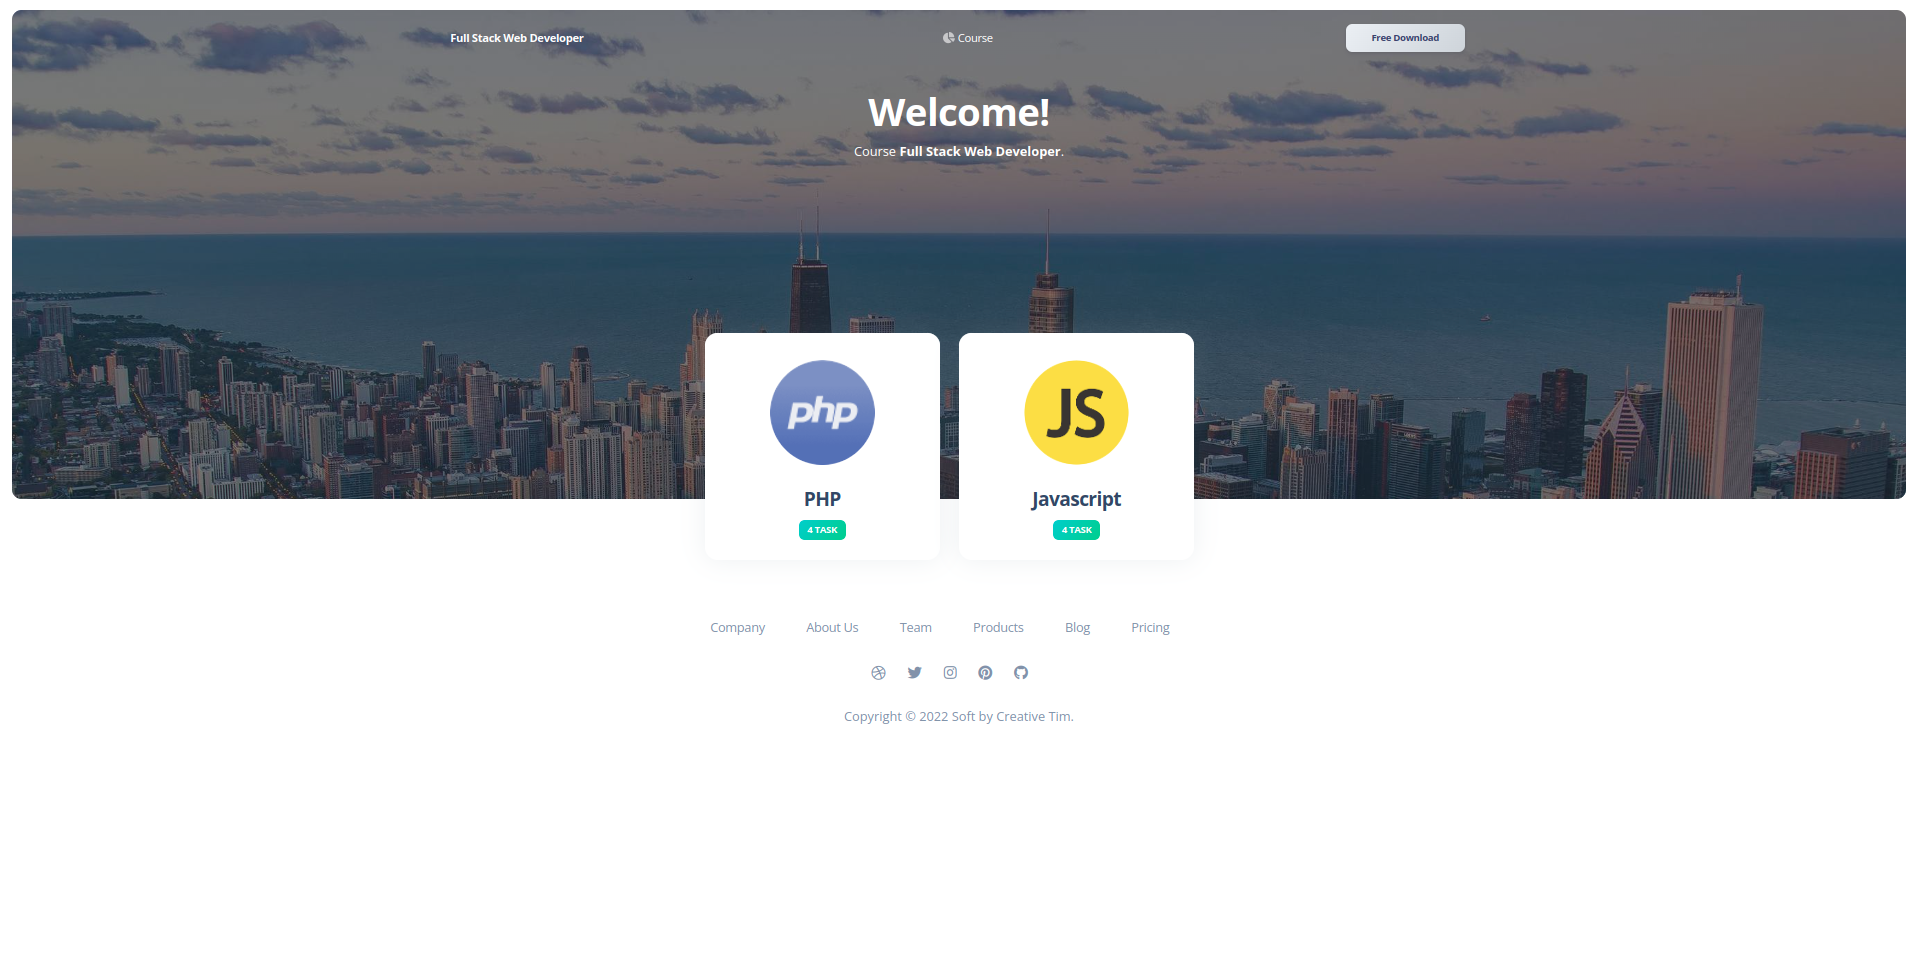 Full Stack Web Developer
Course
Free Download
Welcome!
Course Full Stack Web Developer.
php
JS
PHP
Javascript
4 TASK
4 TASK
Company About Us Team Products Blog Pricing
Copyright © 2022 Soft by Creative Tim.